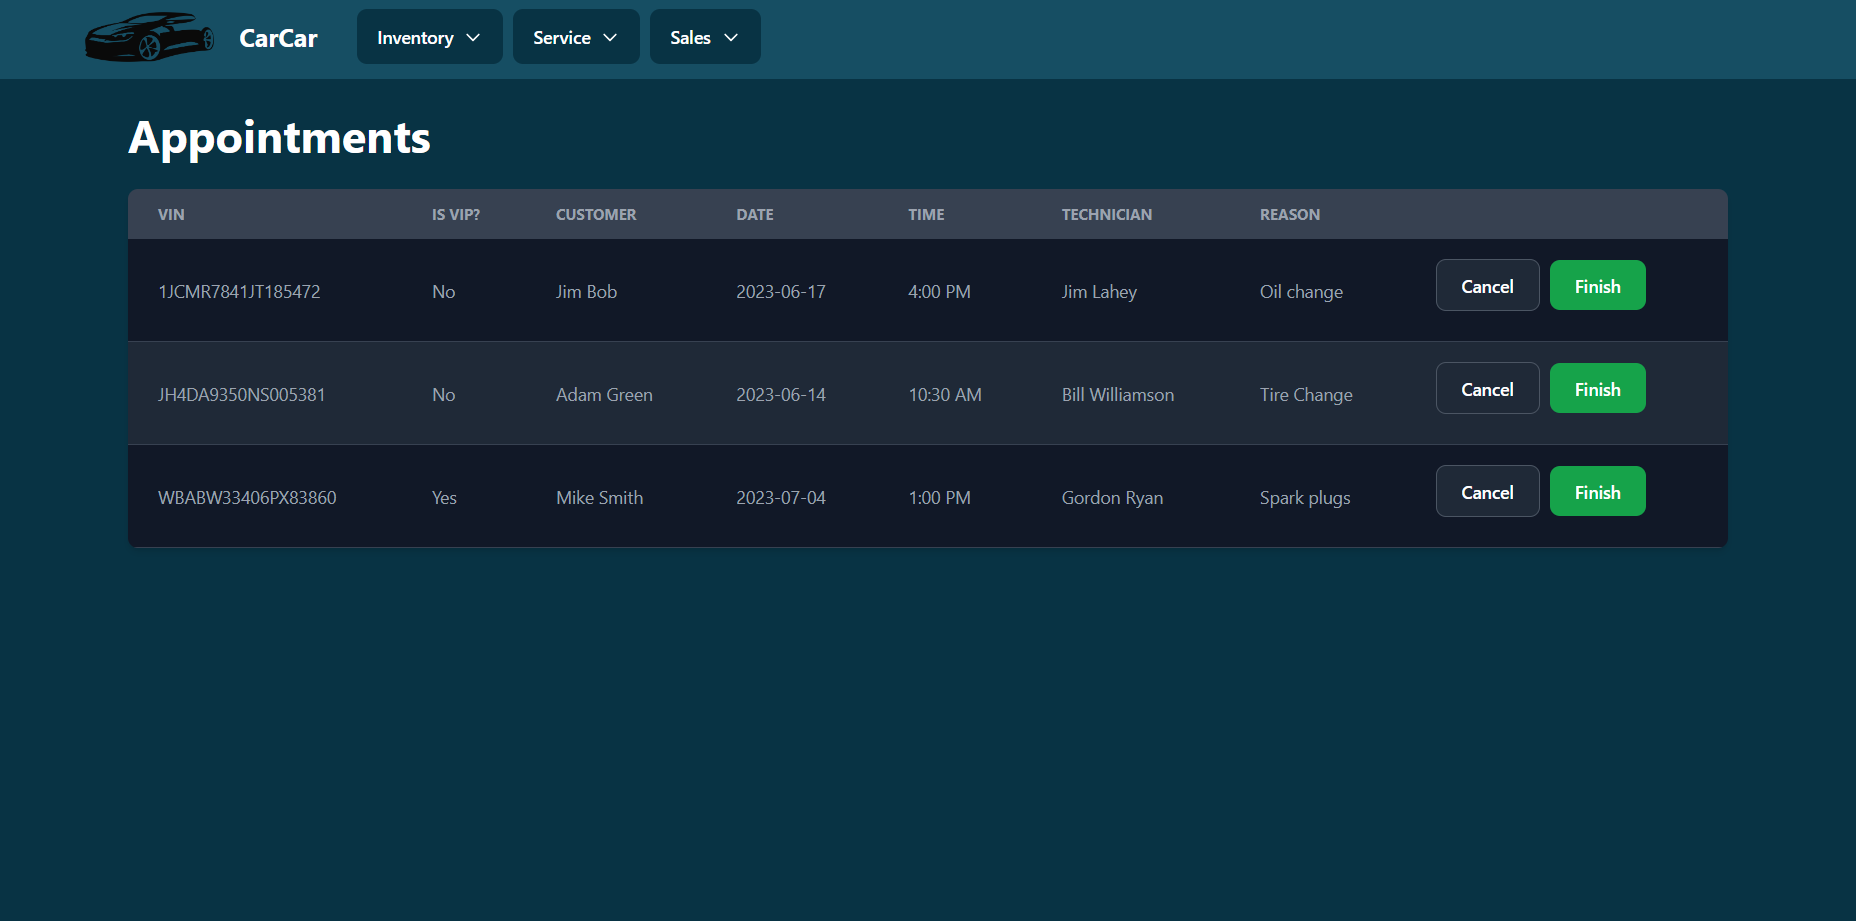 CarCar Inventory Service Sales
Appointments
VIN IS VIP? CUSTOMER DATE TIME TECHNICIAN REASON
1JCMR7841JT185472 No Jim Bob 2023-06-17 4:00 PM Jim Lahey Oil change Cancel Finish
JH4DA9350NS005381 No Adam Green 2023-06-14 10:30 AM Bill Williamson Tire Change Cancel Finish
WBABW33406PX83860 Yes Mike Smith 2023-07-04 1:00 PM Gordon Ryan Spark plugs Cancel Finish